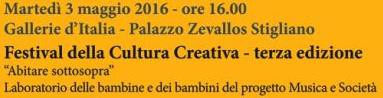 Martedì 3 maggio 2016 - ore 16.00
Gallerie d'Italia - Palazzo Zevallos Stigliano
Festival della Cultura Creativa - terza edizione
“Abitare sottosopra”
Laboratorio delle bambine e dei bambini del progetto Musica e Società